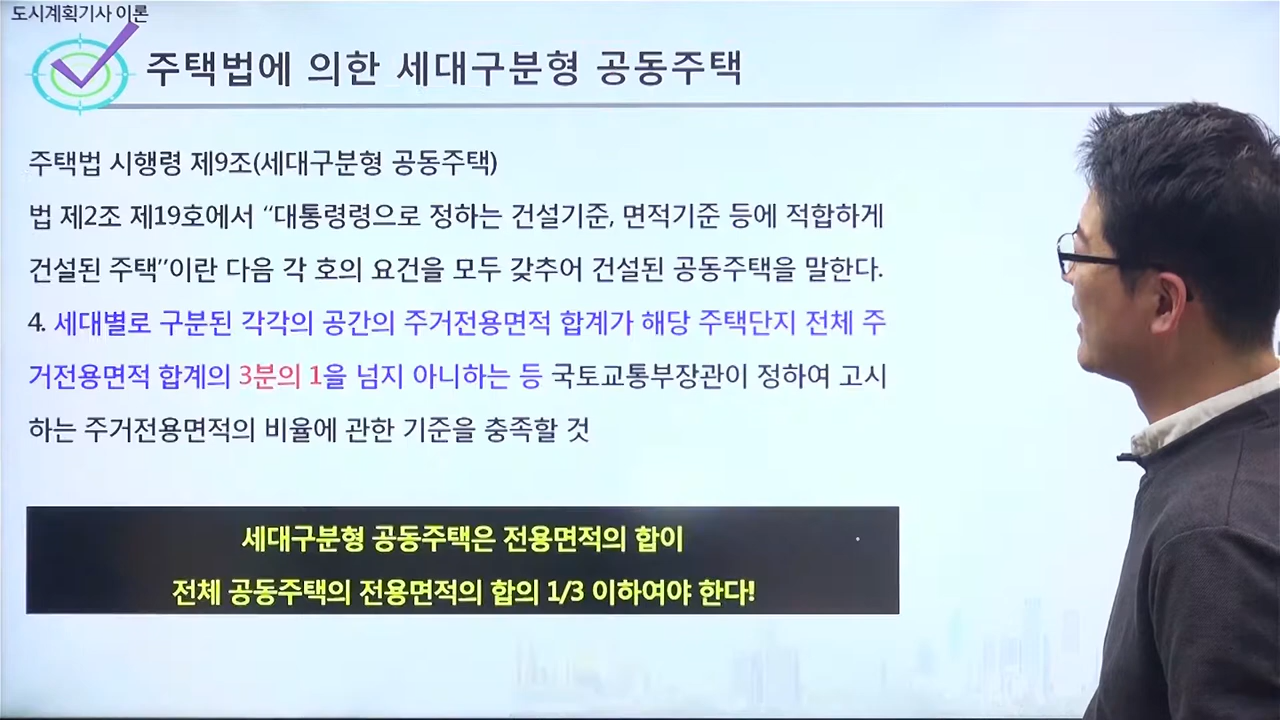 도시계획기사 이론
주택법에 의한 세대구분형 공동주택
주택법 시행령 제9조(세대구분형 공동주택)
법 제2조 제19호에서 “대통령령으로 정하는 건설기준, 면적기준 등에 적합하게
건설된 주택”이란 다음 각 호의 요건을 모두 갖추어 건설된 공동주택을 말한다.
4. 세대별로 구분된 각각의 공간의 주거전용면적 합계가 해당 주택단지 전체 주
거전용면적 합계의 3분의 1을 넘지 아니하는 등 국토교통부장관이 정하여 고시
하는 주거전용면적의 비율에 관한 기준을 충족할 것
세대구분형 공동주택은 전용면적의 합이
전체 공동주택의 전용면적의 합의 1/3 이하여야 한다!